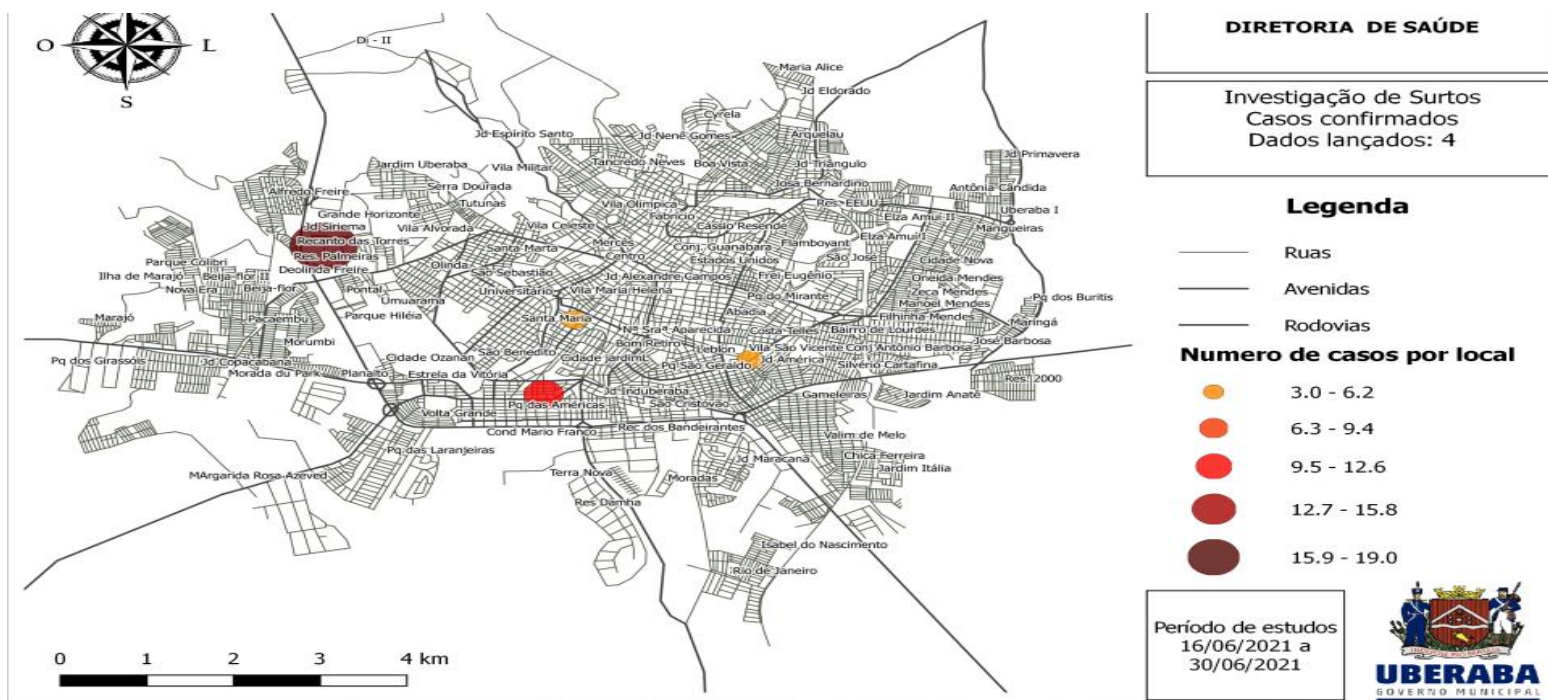 O
L
S
DIRETORIA DE SAÚDE
Investigação de Surtos
Casos confirmados
Dados lançados: 4
Legenda
Ruas
Avenidas
Rodovias
Numero de casos por local
3.0 - 6.2
6.3 - 9.4
9.5 - 12.6
12.7 - 15.8
15.9 - 19.0
Período de estudos
16/06/2021 a
30/06/2021
UBERABA
GOVERNO MUNICIPAL
Di - II
Maria Alice
Jd Eldorado
Cyrela
Jd Espírito Santo
Jd Nenê Gomes
Arquelau
Tancredo Neves
Boa Vista
Jd Triângulo
Jd Primavera
Jardim Uberaba
Vila Militar
Alfredo Freire
Serra Dourada
Tutunas
Josa Bernardino
Antônia Cândida
Res. EEUU
Grande Horizonte
Vila Olímpica
Fabrício
Elza Amuí II
Uberaba I
Jd Siriema
Vila Alvorada
Vila Celeste
Cássio Resende
Mangueiras
Recanto das Torres
Mercês
Flamboyant
Elza Amuí I
Santa Marta
Conj. Guanabara
Res. Palmeiras
Centro
Estados Unidos
São José
Cidade Nova
Parque Colibri
Deolinda Freire
Olinda
São Sebastião
Jd Alexandre Campos
Frei Eugênio
Ilha de Marajó
Beija-flor II
Oneida Mendes
Nova Era
Beija-flor
Pontal
Universitário
Vila Maria Helena
Zeca Mendes
Umuarama
Pq do Mirante
Manoel Mendes
Pq dos Buritis
Marajó
Pacaembu
Parque Hiléia
Santa Maria
Abadia
Filhinha Mendes
Maringá
Nª Sraª Aparecida
Costa Telles
Bairro de Lourdes
Morumbi
Bom Retiro
José Barbosa
São Benedito
Leblon
Vila São Vicente
Conj Antônio Barbosa
Pq dos Girassóis
Jd Copacabana
Cidade Ozanan
Cidade Jardim
Jd América
Pq São Geraldo
Silvério Cartafina
Morada du Park
Planalto
Estrela da Vitória
Res. 2000
Jd Induberaba
Gameleiras
Jardim Anatê
Pq das Américas
São Cristovão
Volta Grande
Cond Mario Franco
Rec dos Bandeirantes
Valim de Melo
Pq das Laranjeiras
Chica Ferreira
Jd Maracanã
Jardim Itália
MArgarida Rosa Azeved
Terra Nova
Moradas
Res Damha
Isabel do Nascimento
Rio de Janeiro
0 1 2 3 4 km